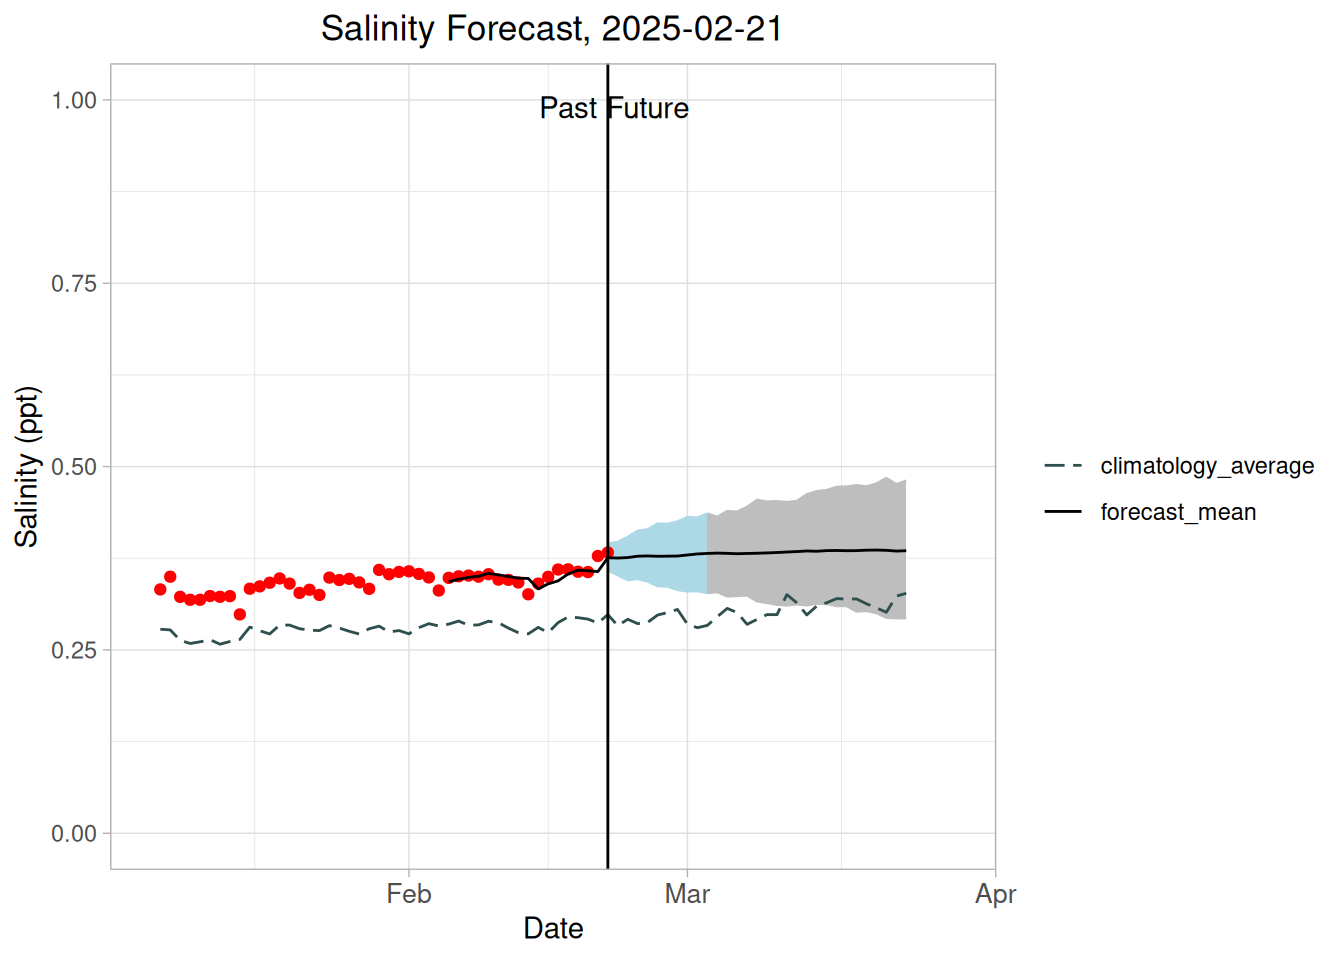 Salinity Forecast, 2025-02-21
Past Future
1.00
0.75
0.50
0.25
0.00
Salinity (ppt)
Feb Mar Apr
Date
climatology_average
forecast_mean